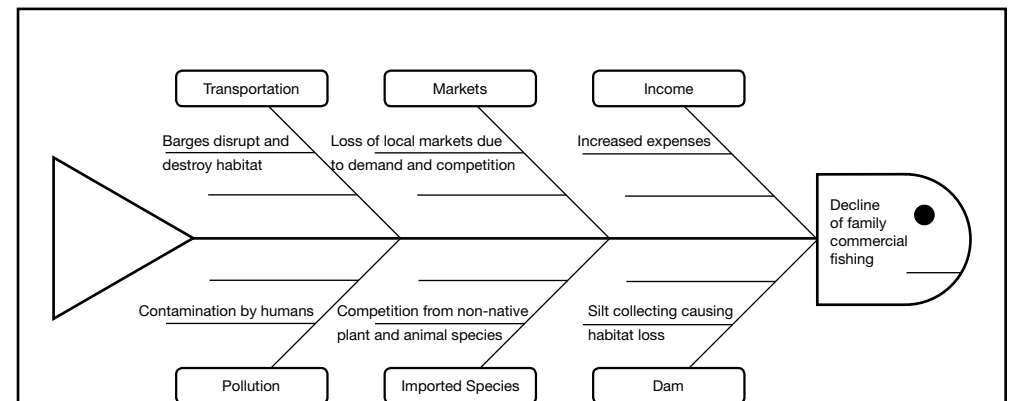 Transportation
Markets
Income
Barges disrupt and
destroy habitat
Loss of local markets due
to demand and competition
Increased expenses
Decline
of family
commercial
fishing
Contamination by humans
Competition from non-native
plant and animal species
Silt collecting causing
habitat loss
Pollution
Imported Species
Dam